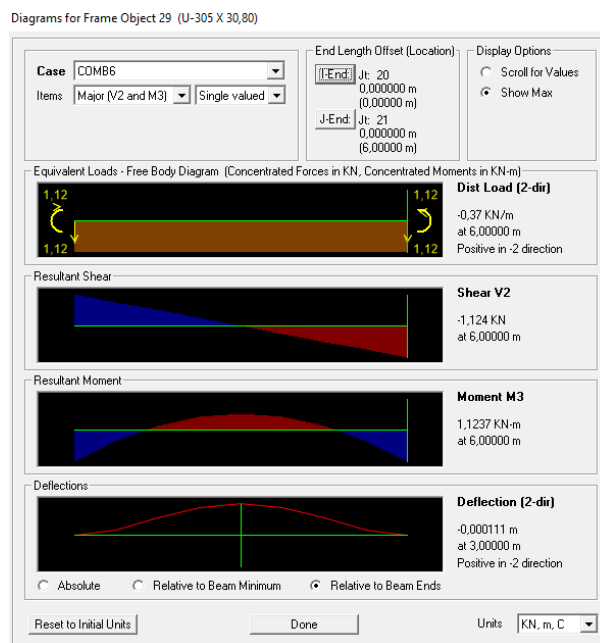 Diagrams for Frame Object 29 (U-305 X 30,80)
Case COMB6
Items Major (V2 and M3) Single valued
End Length Offset (Location)
I-End: Jt: 20
0,000000 m
(0,00000 m)
J-End: Jt: 21
0,000000 m
(6,00000 m)
Display Options
Scroll for Values
Show Max
Equivalent Loads - Free Body Diagram (Concentrated Forces in KN, Concentrated Moments in KN-m)
1,12
1,12
1,12
1,12
Dist Load (2-dir)
-0,37 KN/m
at 6,00000 m
Positive in -2 direction
Resultant Shear
Shear V2
-1,124 KN
at 6,00000 m
Resultant Moment
Moment M3
1,1237 KN-m
at 6,00000 m
Deflections
Deflection (2-dir)
-0,000111 m
at 3,00000 m
Positive in -2 direction
Absolute Relative to Beam Minimum Relative to Beam Ends
Reset to Initial Units Done Units KN, m, C